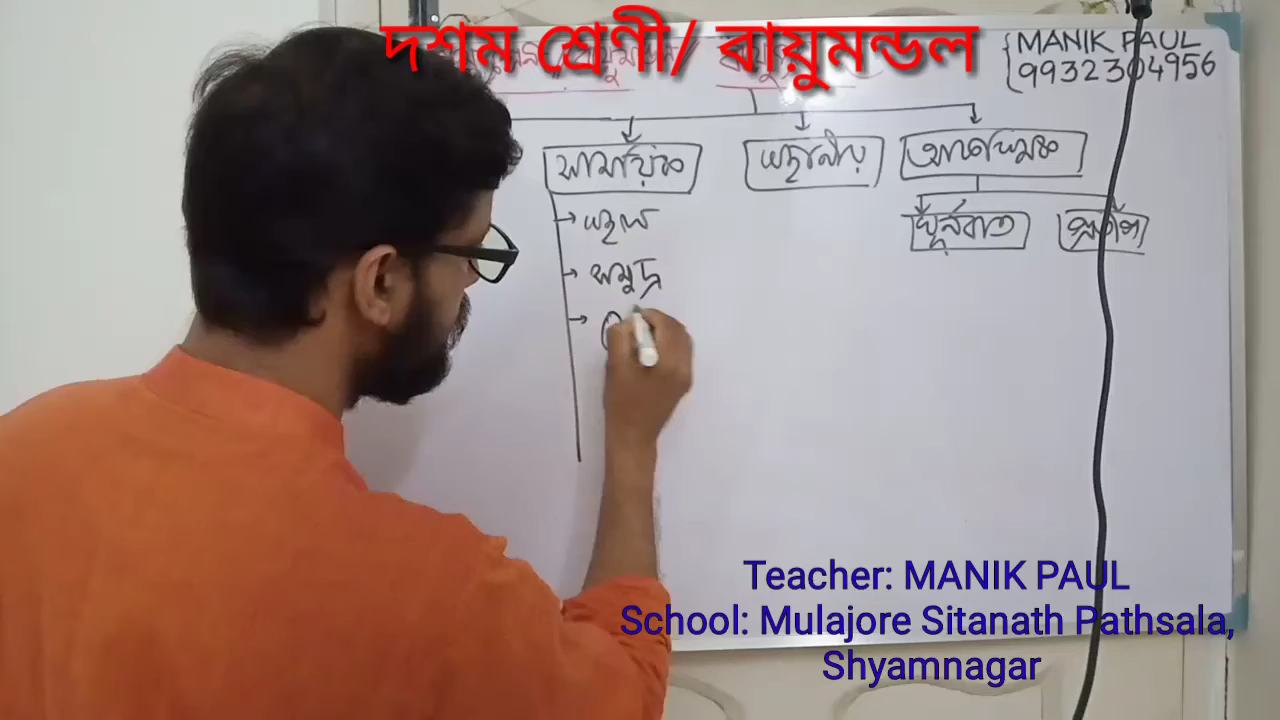 দশম শ্রেণী/ বায়ুমন্ডল
MANIK PAUL
9932304956
সাময়িক
স্থানীয়
আকস্মিক
ঘূর্নবাত
প্রতীপ
স্থল
সমুদ্র
Teacher: MANIK PAUL
School: Mulajore Sitanath Pathsala,
Shyamnagar